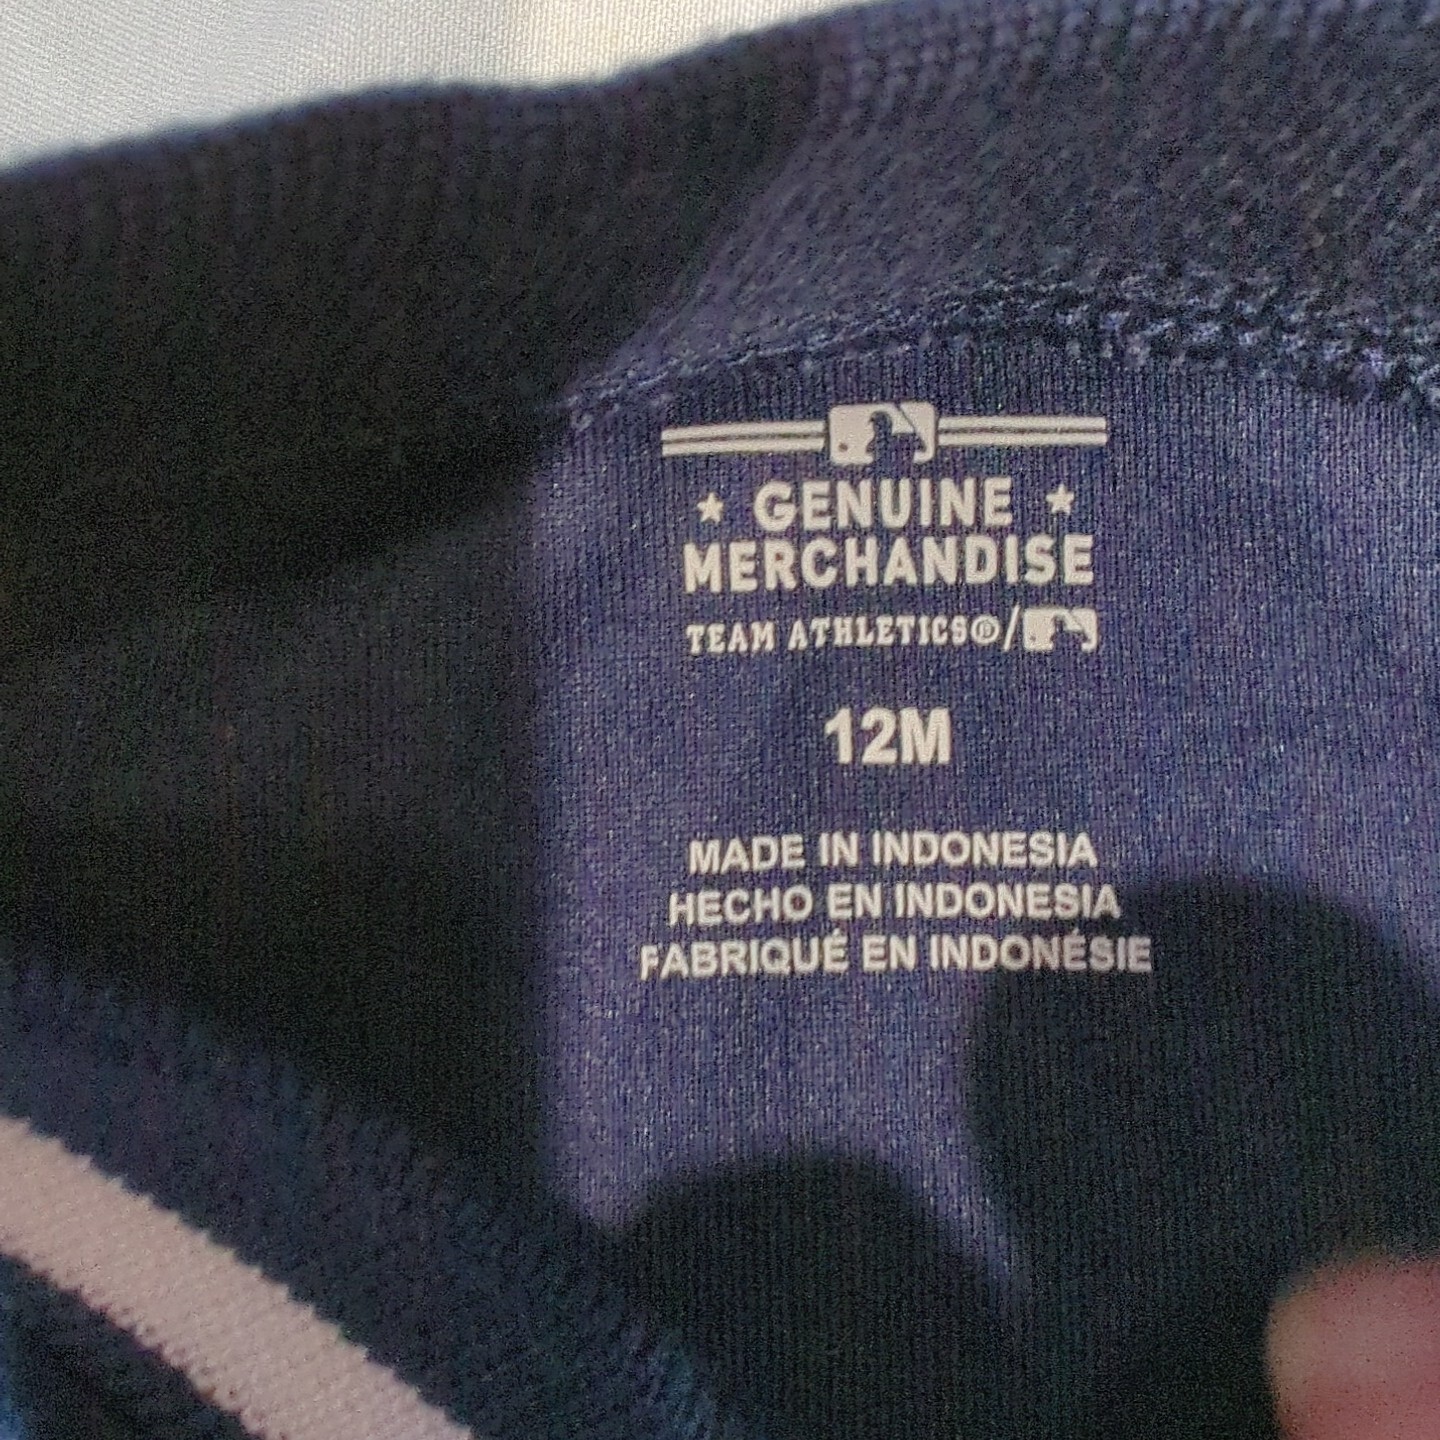 ★ GENUINE ★
MERCHANDISE
TEAM ATHLETICS®/
12M
MADE IN INDONESIA
HECHO EN INDONESIA
FABRIQUÉ EN INDONÉSIE